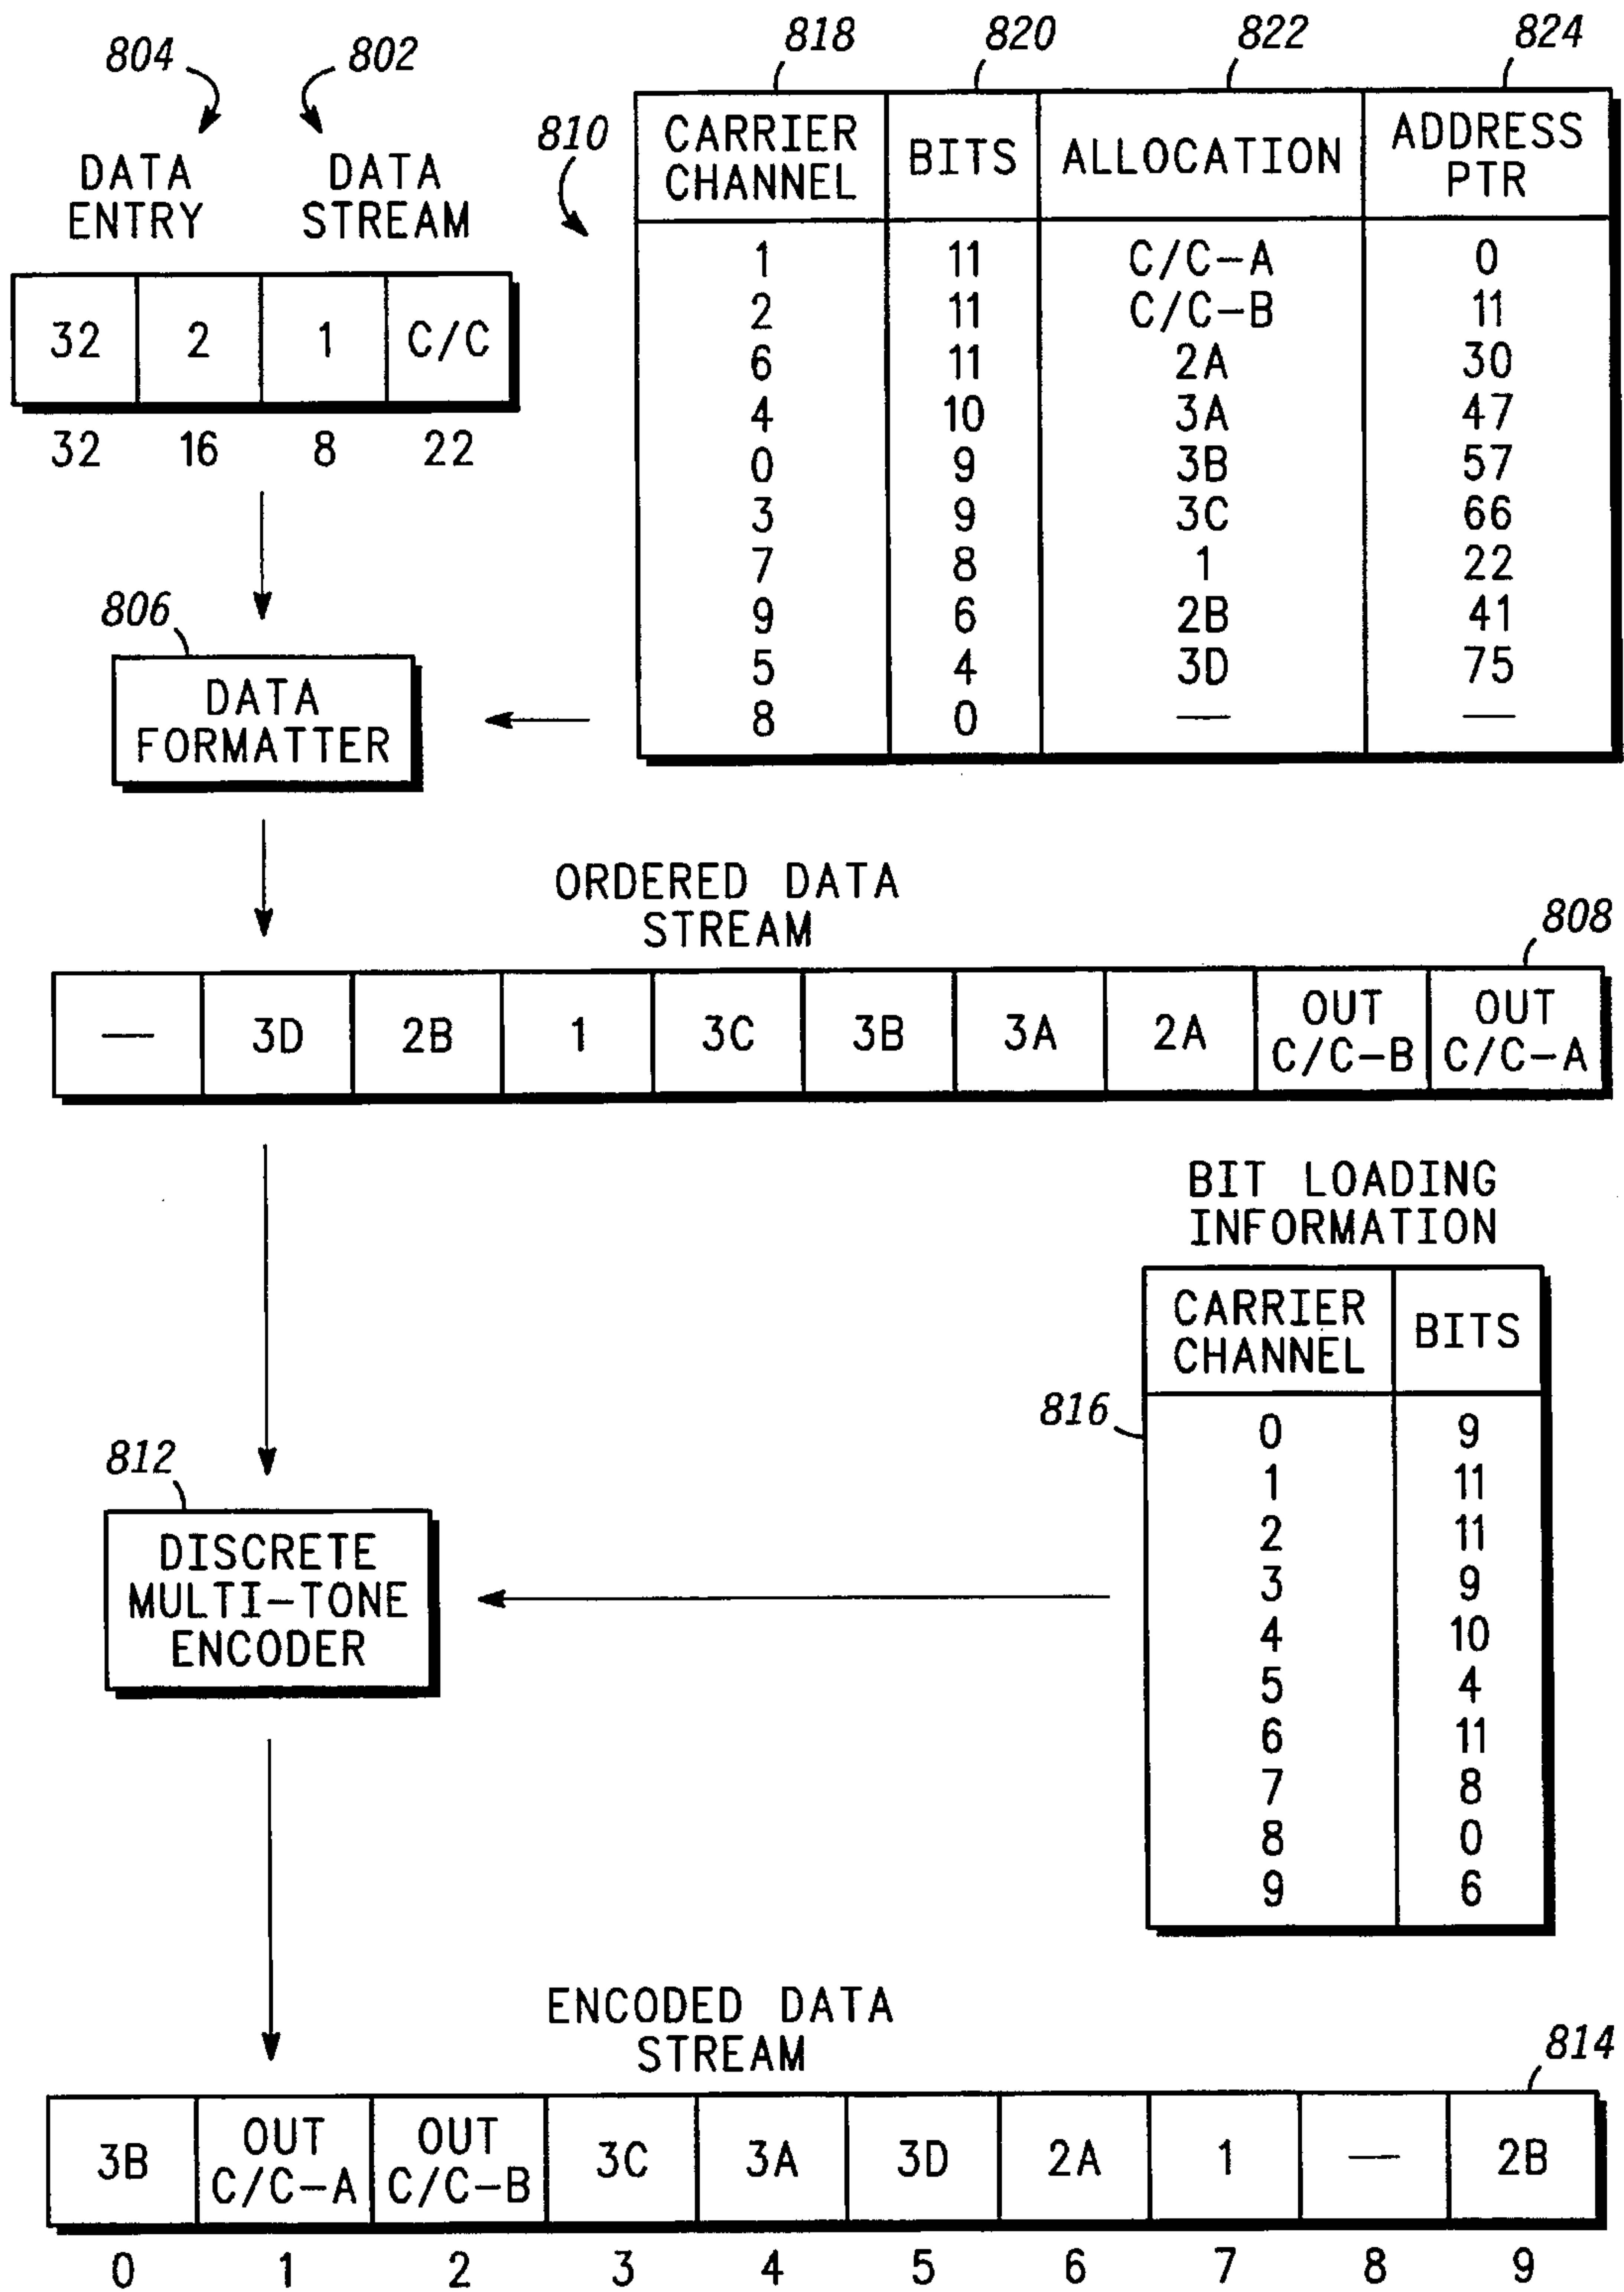 804 802
DATA ENTRY
DATA STREAM
32 2 1 C/C
32 16 8 22
818 820 822 824
810
CARRIER CHANNEL BITS ALLOCATION ADDRESS PTR
1 11 C/C-A 0
2 11 C/C-B 11
6 11 2A 30
4 10 3A 47
0 9 3B 57
3 9 3C 66
7 8 1 22
9 6 2B 41
5 4 3D 75
8 0 — —
806
DATA
FORMATTER
ORDERED DATA
STREAM
808
— 3D 2B 1 3C 3B 3A 2A OUT C/C-B OUT C/C-A
BIT LOADING
INFORMATION
CARRIER CHANNEL BITS
816
0 9
1 11
2 11
3 9
4 10
5 4
6 11
7 8
8 0
9 6
812
DISCRETE
MULTI-TONE
ENCODER
ENCODED DATA
STREAM
814
3B OUT C/C-A OUT C/C-B 3C 3A 3D 2A 1 — 2B
0 1 2 3 4 5 6 7 8 9